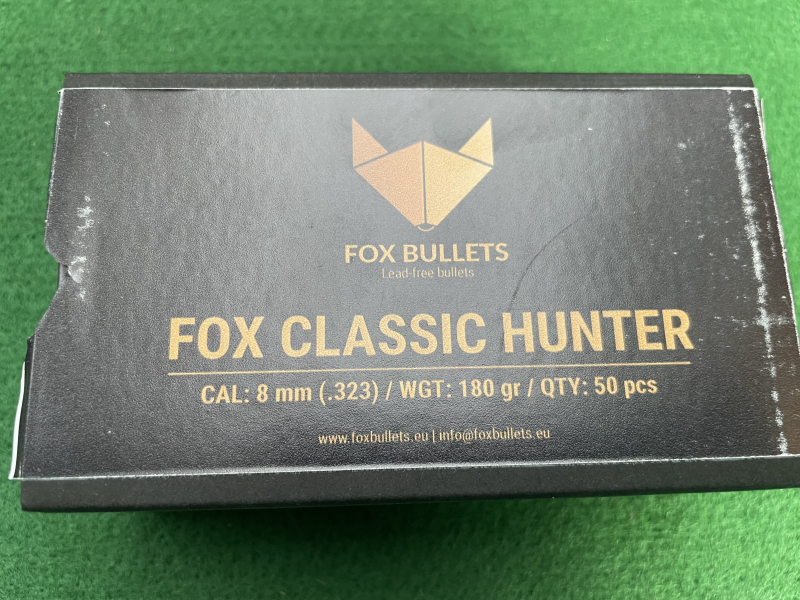 FOX BULLETS
Lead-free bullets
FOX CLASSIC HUNTER
CAL: 8 mm (.323) / WGT: 180 gr / QTY: 50 pcs
www.foxbullets.eu | info@foxbullets.eu